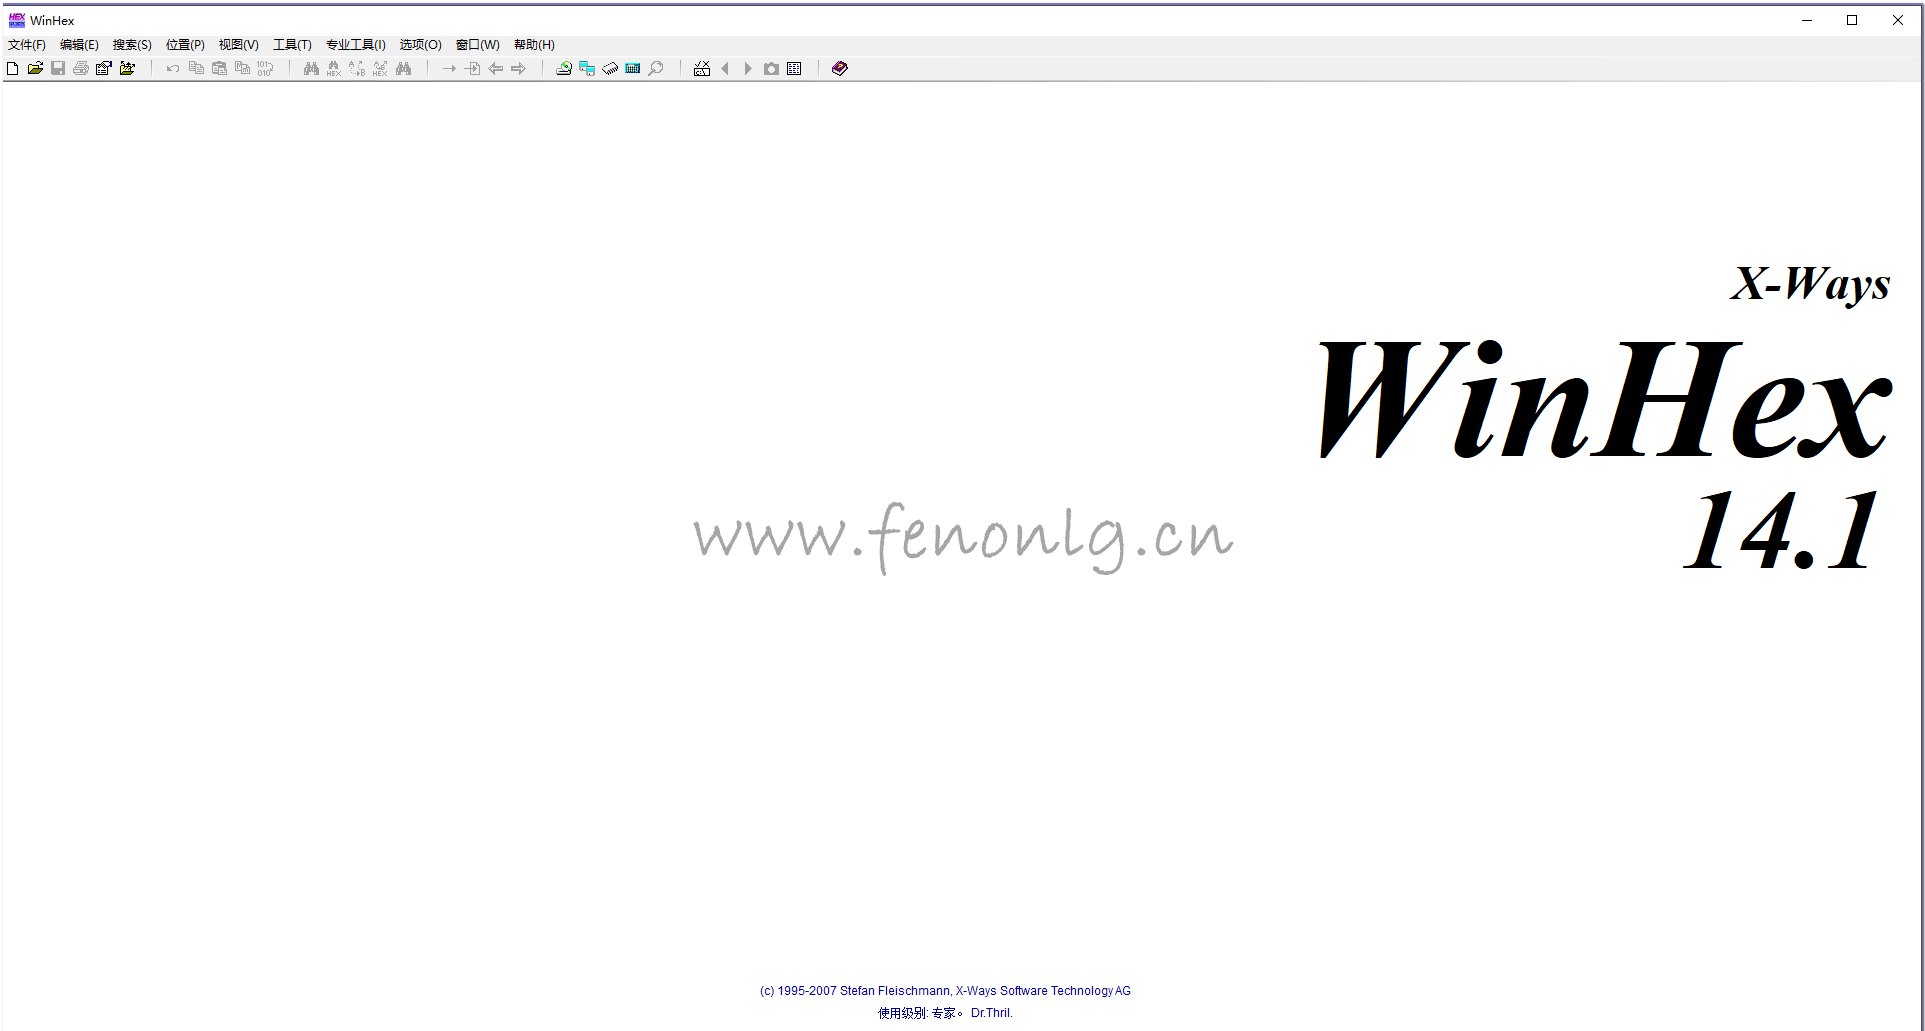 WinHex
文件(F) 编辑(E) 搜索(S) 位置(P) 视图(V) 工具(T) 专业工具(I) 选项(O) 窗口(W) 帮助(H)
X-Ways
WinHex
14.1
www.fenonlg.cn
(c) 1995-2007 Stefan Fleischmann, X-Ways Software Technology AG
使用级别: 专家。 Dr.Thril.